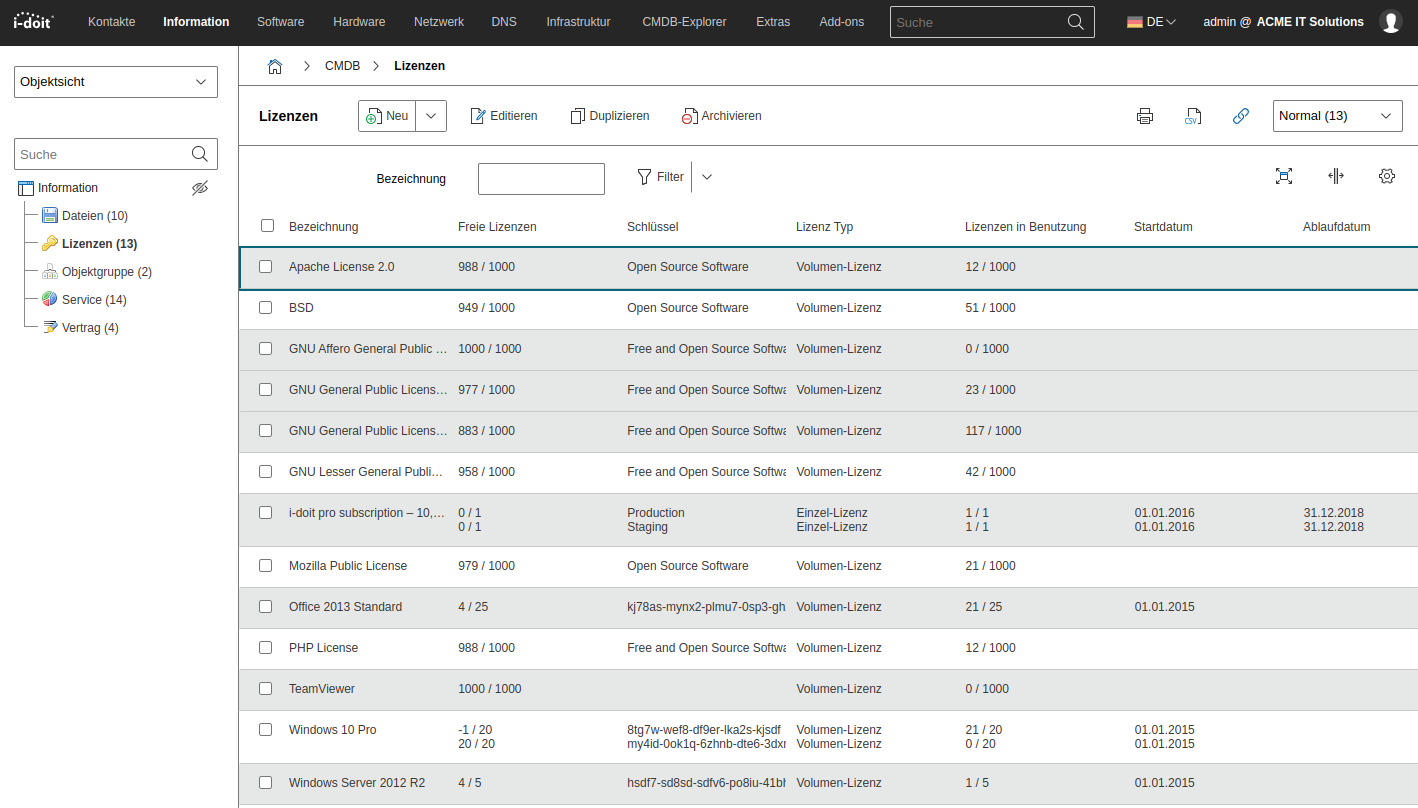 i-doit Kontakte Information Software Hardware Netzwerk DNS Infrastruktur CMDB-Explorer Extras Add-ons Suche DE admin @ ACME IT Solutions
Objektsicht
CMDB Lizenzen
Lizenzen Neu Editieren Duplizieren Archivieren CSV Normal (13)
Suche
Bezeichnung Filter
Information
Dateien (10)
Lizenzen (13)
Objektgruppe (2)
Service (14)
Vertrag (4)
Bezeichnung Freie Lizenzen Schlüssel Lizenz Typ Lizenzen in Benutzung Startdatum Ablaufdatum
Apache License 2.0 988 / 1000 Open Source Software Volumen-Lizenz 12 / 1000
BSD 949 / 1000 Open Source Software Volumen-Lizenz 51 / 1000
GNU Affero General Public … 1000 / 1000 Free and Open Source Softwa Volumen-Lizenz 0 / 1000
GNU General Public Licens… 977 / 1000 Free and Open Source Softwa Volumen-Lizenz 23 / 1000
GNU General Public Licens… 883 / 1000 Free and Open Source Softwa Volumen-Lizenz 117 / 1000
GNU Lesser General Publi… 958 / 1000 Free and Open Source Softwa Volumen-Lizenz 42 / 1000
i-doit pro subscription – 10,… 0 / 1 Production Einzel-Lizenz 1 / 1 01.01.2016 31.12.2018
0 / 1 Staging Einzel-Lizenz 1 / 1 01.01.2016 31.12.2018
Mozilla Public License 979 / 1000 Open Source Software Volumen-Lizenz 21 / 1000
Office 2013 Standard 4 / 25 kj78as-mynx2-plmu7-0sp3-gh Volumen-Lizenz 21 / 25 01.01.2015
PHP License 988 / 1000 Free and Open Source Softwa Volumen-Lizenz 12 / 1000
TeamViewer 1000 / 1000 Volumen-Lizenz 0 / 1000
Windows 10 Pro -1 / 20 8tg7w-wef8-df9er-lka2s-kjsdf Volumen-Lizenz 21 / 20 01.01.2015
20 / 20 my4id-0ok1q-6zhnb-dte6-3dxr Volumen-Lizenz 0 / 20 01.01.2015
Windows Server 2012 R2 4 / 5 hsdf7-sd8sd-sdfv6-po8iu-41bh Volumen-Lizenz 1 / 5 01.01.2015